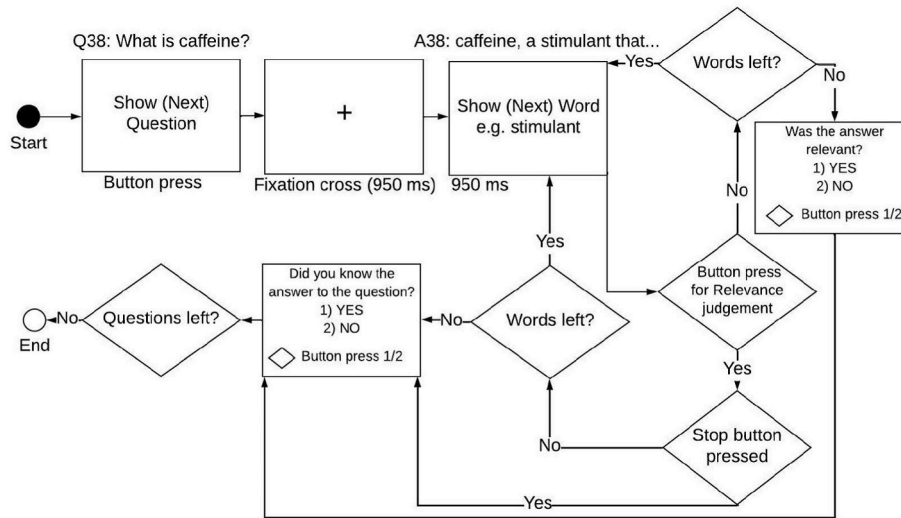 Q38: What is caffeine?
A38: caffeine, a stimulant that...
Start
Show (Next)
Question
Button press
+
Fixation cross (950 ms)
Show (Next) Word
e.g. stimulant
950 ms
Yes
Words left?
No
Was the answer
relevant?
1) YES
2) NO
Button press 1/2
No
Button press
for Relevance
judgement
Yes
Stop button
pressed
No
Yes
Words left?
Yes
No
Did you know the
answer to the question?
1) YES
2) NO
Button press 1/2
Questions left?
No
End